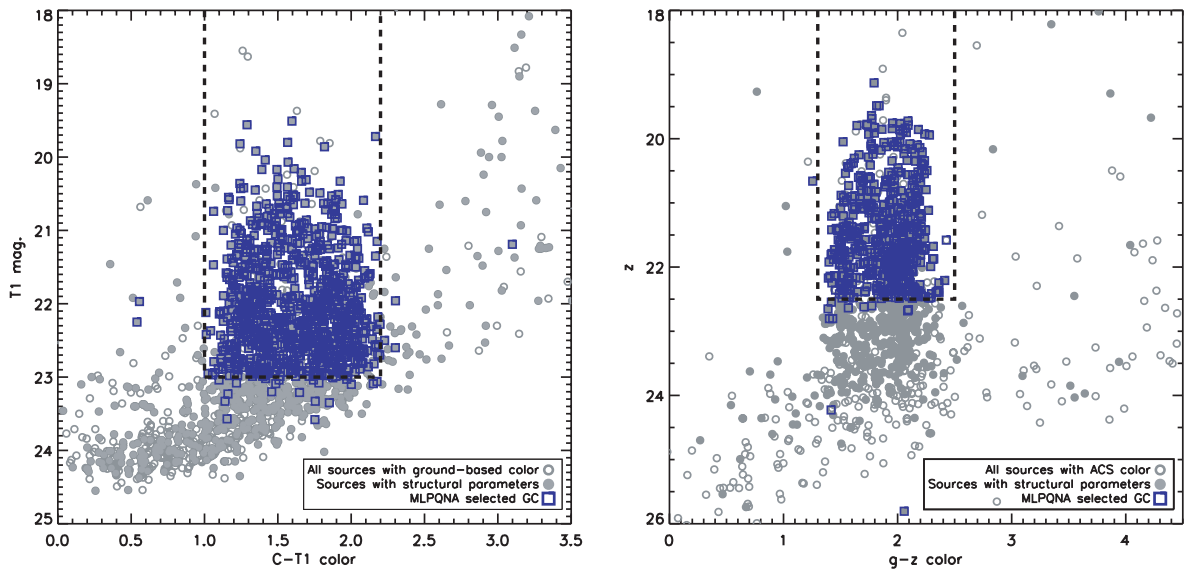 18
19
20
21
22
23
24
25
T1 mag.
0.0 0.5 1.0 1.5 2.0 2.5 3.0 3.5
C-T1 color
All sources with ground-based color
Sources with structural parameters
MLPQNA selected GC
18
20
22
24
26
z
0 1 2 3 4
g-z color
All sources with ACS color
Sources with structural parameters
MLPQNA selected GC